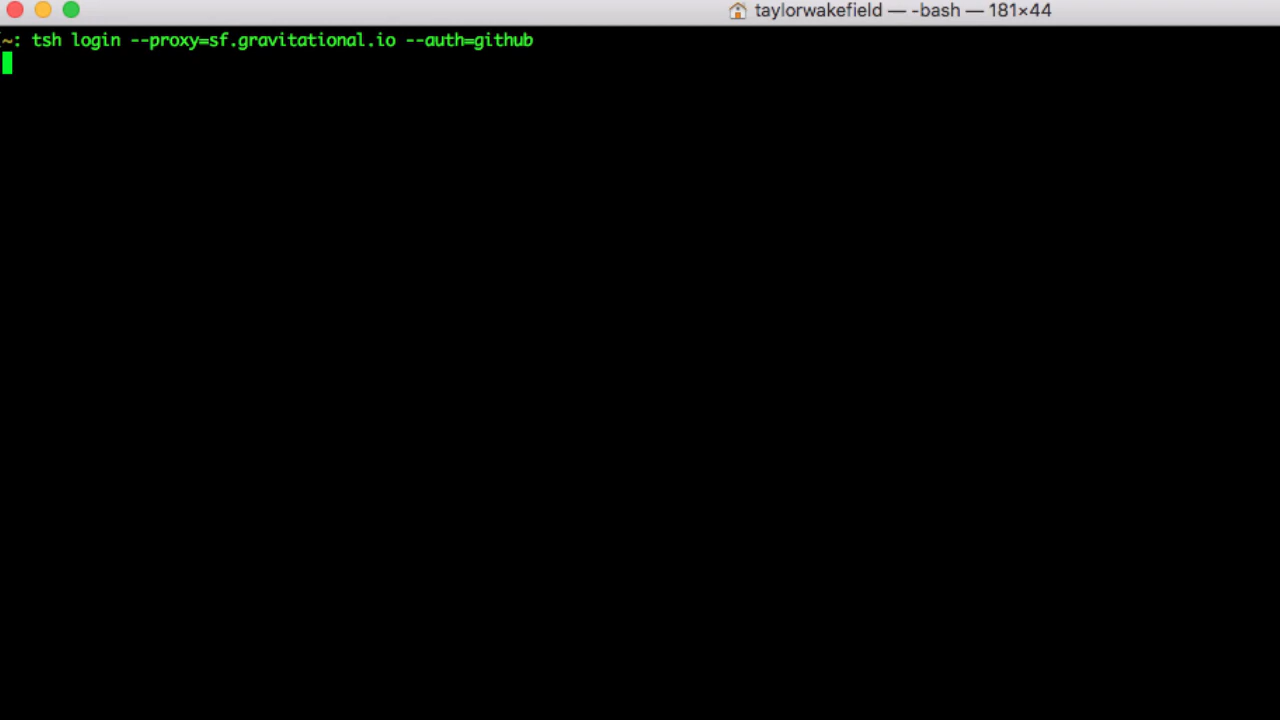 taylorwakefield — -bash — 181×44
~: tsh login --proxy=sf.gravitational.io --auth=github